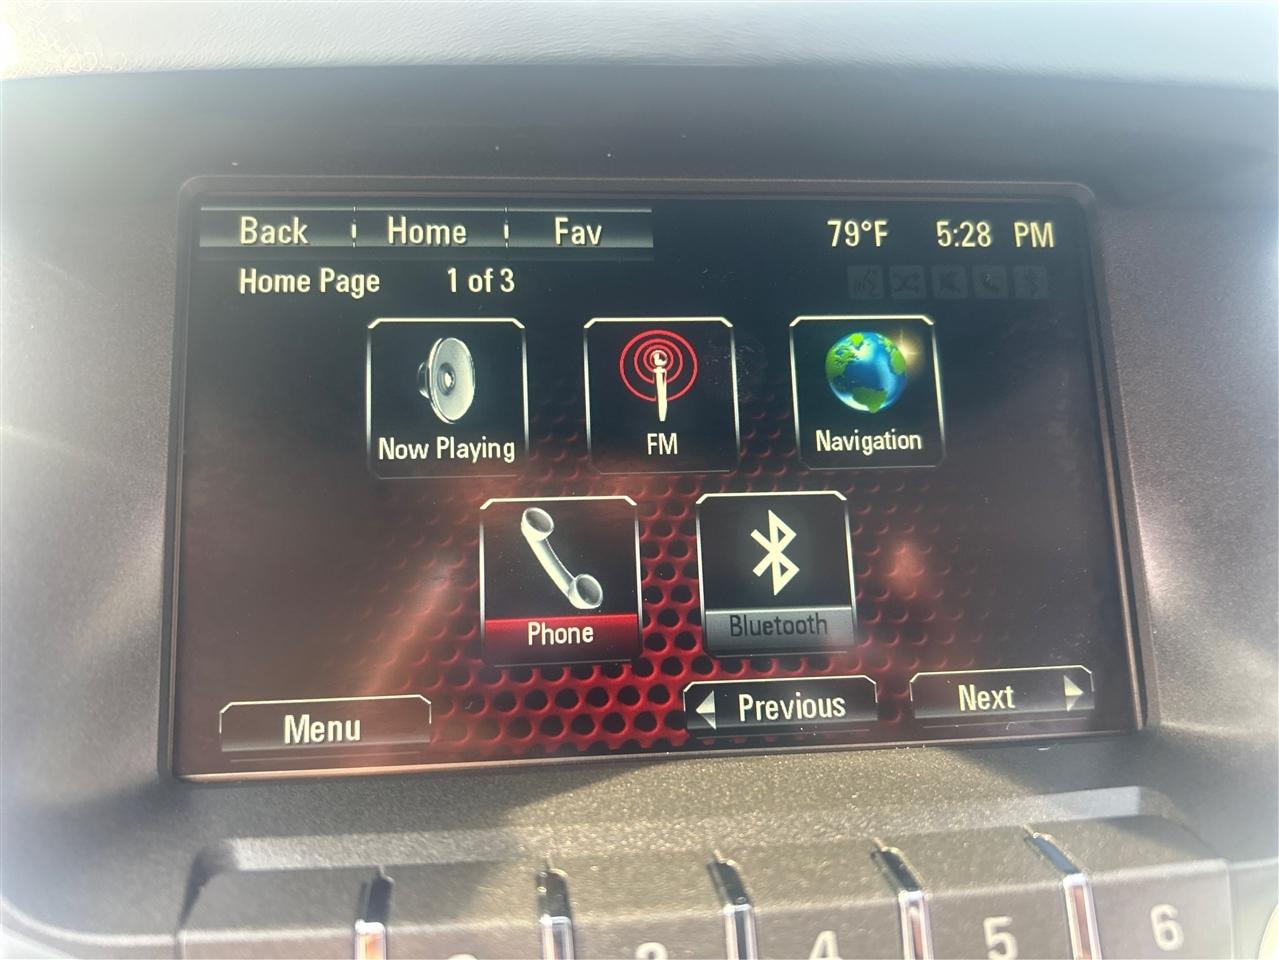 Back Home Fav 79°F 5:28 PM
Home Page 1 of 3
Now Playing FM Navigation
Phone Bluetooth
Menu Previous Next
4 5 6